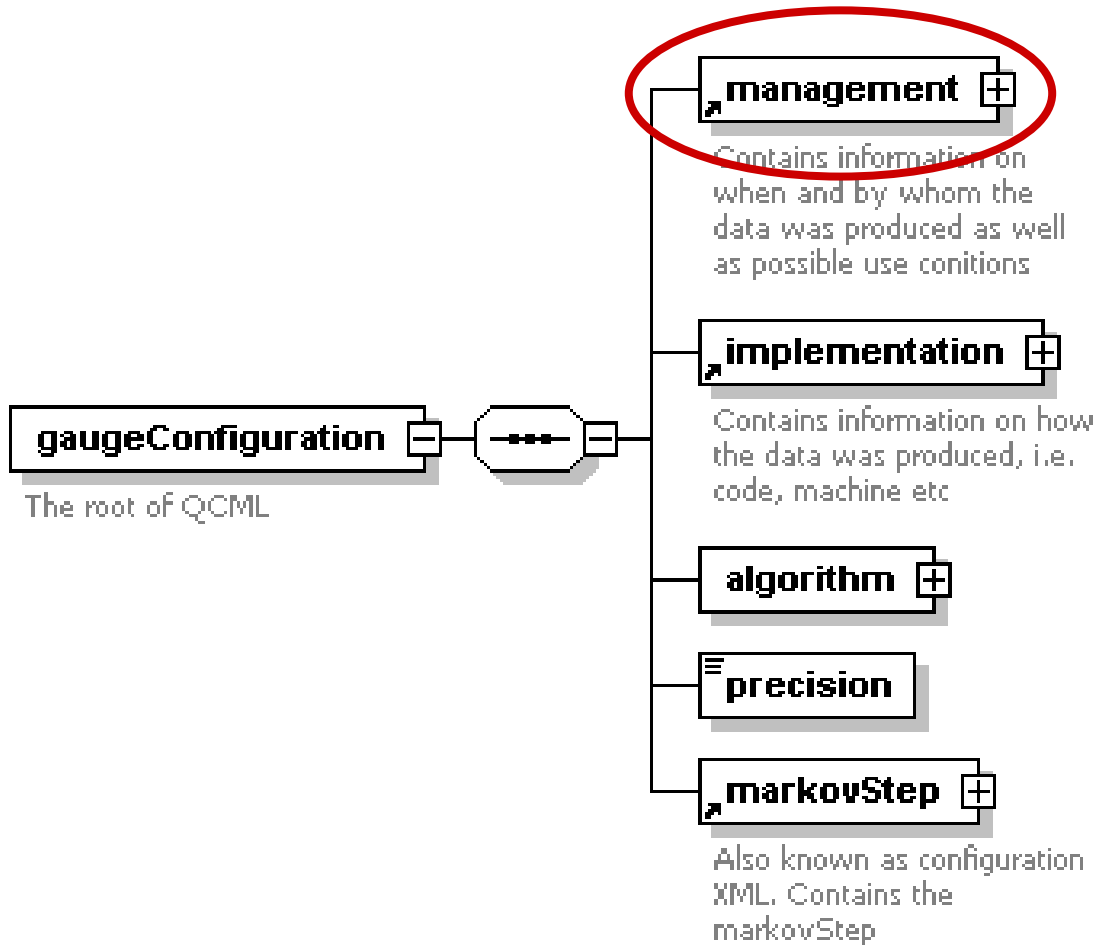 management
Contains information on
when and by whom the
data was produced as well
as possible use conitions
implementation
Contains information on how
the data was produced, i.e.
code, machine etc
gaugeConfiguration
The root of QCML
algorithm
precision
markovStep
Also known as configuration
XML. Contains the
markovStep